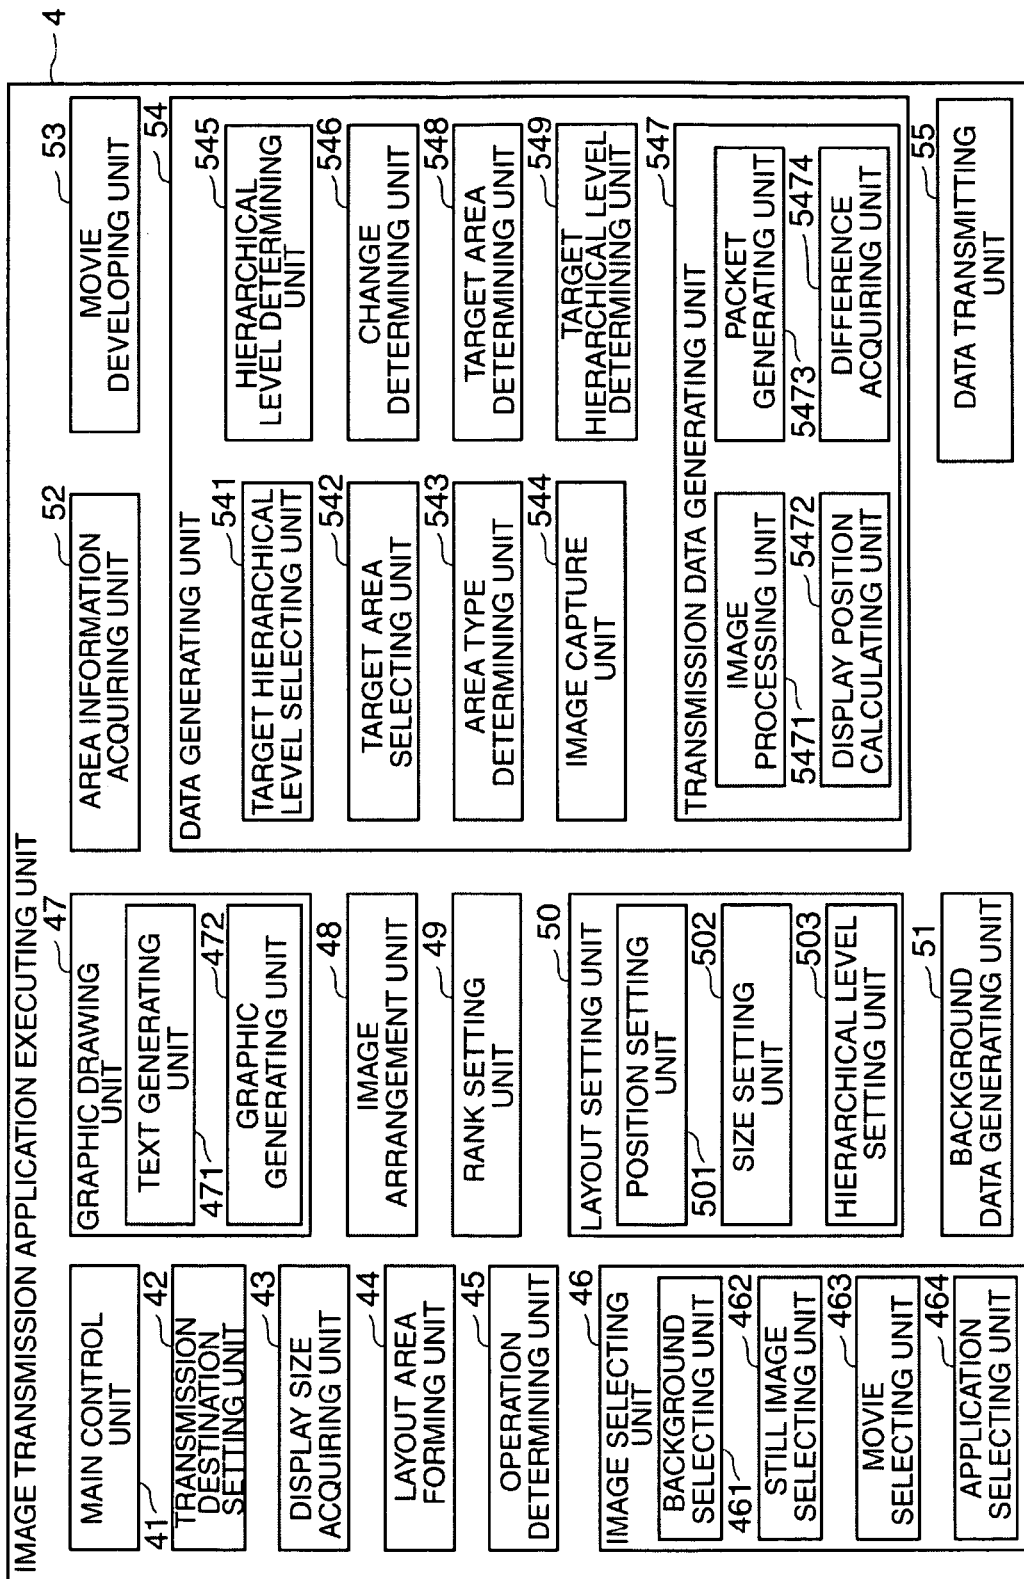 IMAGE TRANSMISSION APPLICATION EXECUTING UNIT
4
MAIN CONTROL
UNIT
41
TRANSMISSION
DESTINATION
SETTING UNIT
42
DISPLAY SIZE
ACQUIRING UNIT
43
LAYOUT AREA
FORMING UNIT
44
OPERATION
DETERMINING UNIT
45
IMAGE SELECTING
UNIT
46
BACKGROUND
SELECTING UNIT
461
STILL IMAGE
SELECTING UNIT
462
MOVIE
SELECTING UNIT
463
APPLICATION
SELECTING UNIT
464
GRAPHIC DRAWING
UNIT
47
TEXT GENERATING
UNIT
471
GRAPHIC
GENERATING UNIT
472
IMAGE
ARRANGEMENT UNIT
48
RANK SETTING
UNIT
49
LAYOUT SETTING UNIT
50
POSITION SETTING
UNIT
501
SIZE SETTING
UNIT
502
HIERARCHICAL LEVEL
SETTING UNIT
503
BACKGROUND
DATA GENERATING UNIT
51
AREA INFORMATION
ACQUIRING UNIT
52
MOVIE
DEVELOPING UNIT
53
DATA GENERATING UNIT
54
TARGET HIERARCHICAL
LEVEL SELECTING UNIT
541
TARGET AREA
SELECTING UNIT
542
AREA TYPE
DETERMINING UNIT
543
IMAGE CAPTURE
UNIT
544
HIERARCHICAL
LEVEL DETERMINING
UNIT
545
CHANGE
DETERMINING UNIT
546
TARGET AREA
DETERMINING UNIT
548
TARGET
HIERARCHICAL LEVEL
DETERMINING UNIT
549
TRANSMISSION DATA GENERATING UNIT
547
IMAGE
PROCESSING UNIT
5471
DISPLAY POSITION
CALCULATING UNIT
5472
PACKET
GENERATING UNIT
5473
DIFFERENCE
ACQUIRING UNIT
5474
DATA TRANSMITTING
UNIT
55